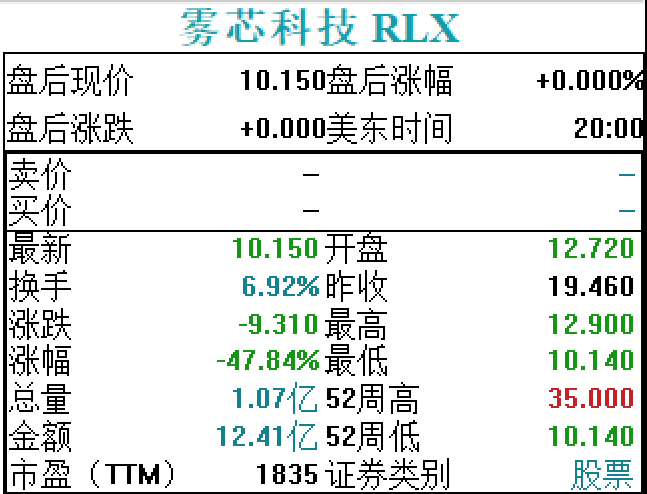 雾芯科技 RLX
盘后现价 10.150 盘后涨幅 +0.000%
盘后涨跌 +0.000 美东时间 20:00
卖价 — —
买价 — —
最新 10.150 开盘 12.720
换手 6.92% 昨收 19.460
涨跌 -9.310 最高 12.900
涨幅 -47.84% 最低 10.140
总量 1.07亿 52周高 35.000
金额 12.41亿 52周低 10.140
市盈（TTM） 1835 证券类别 股票